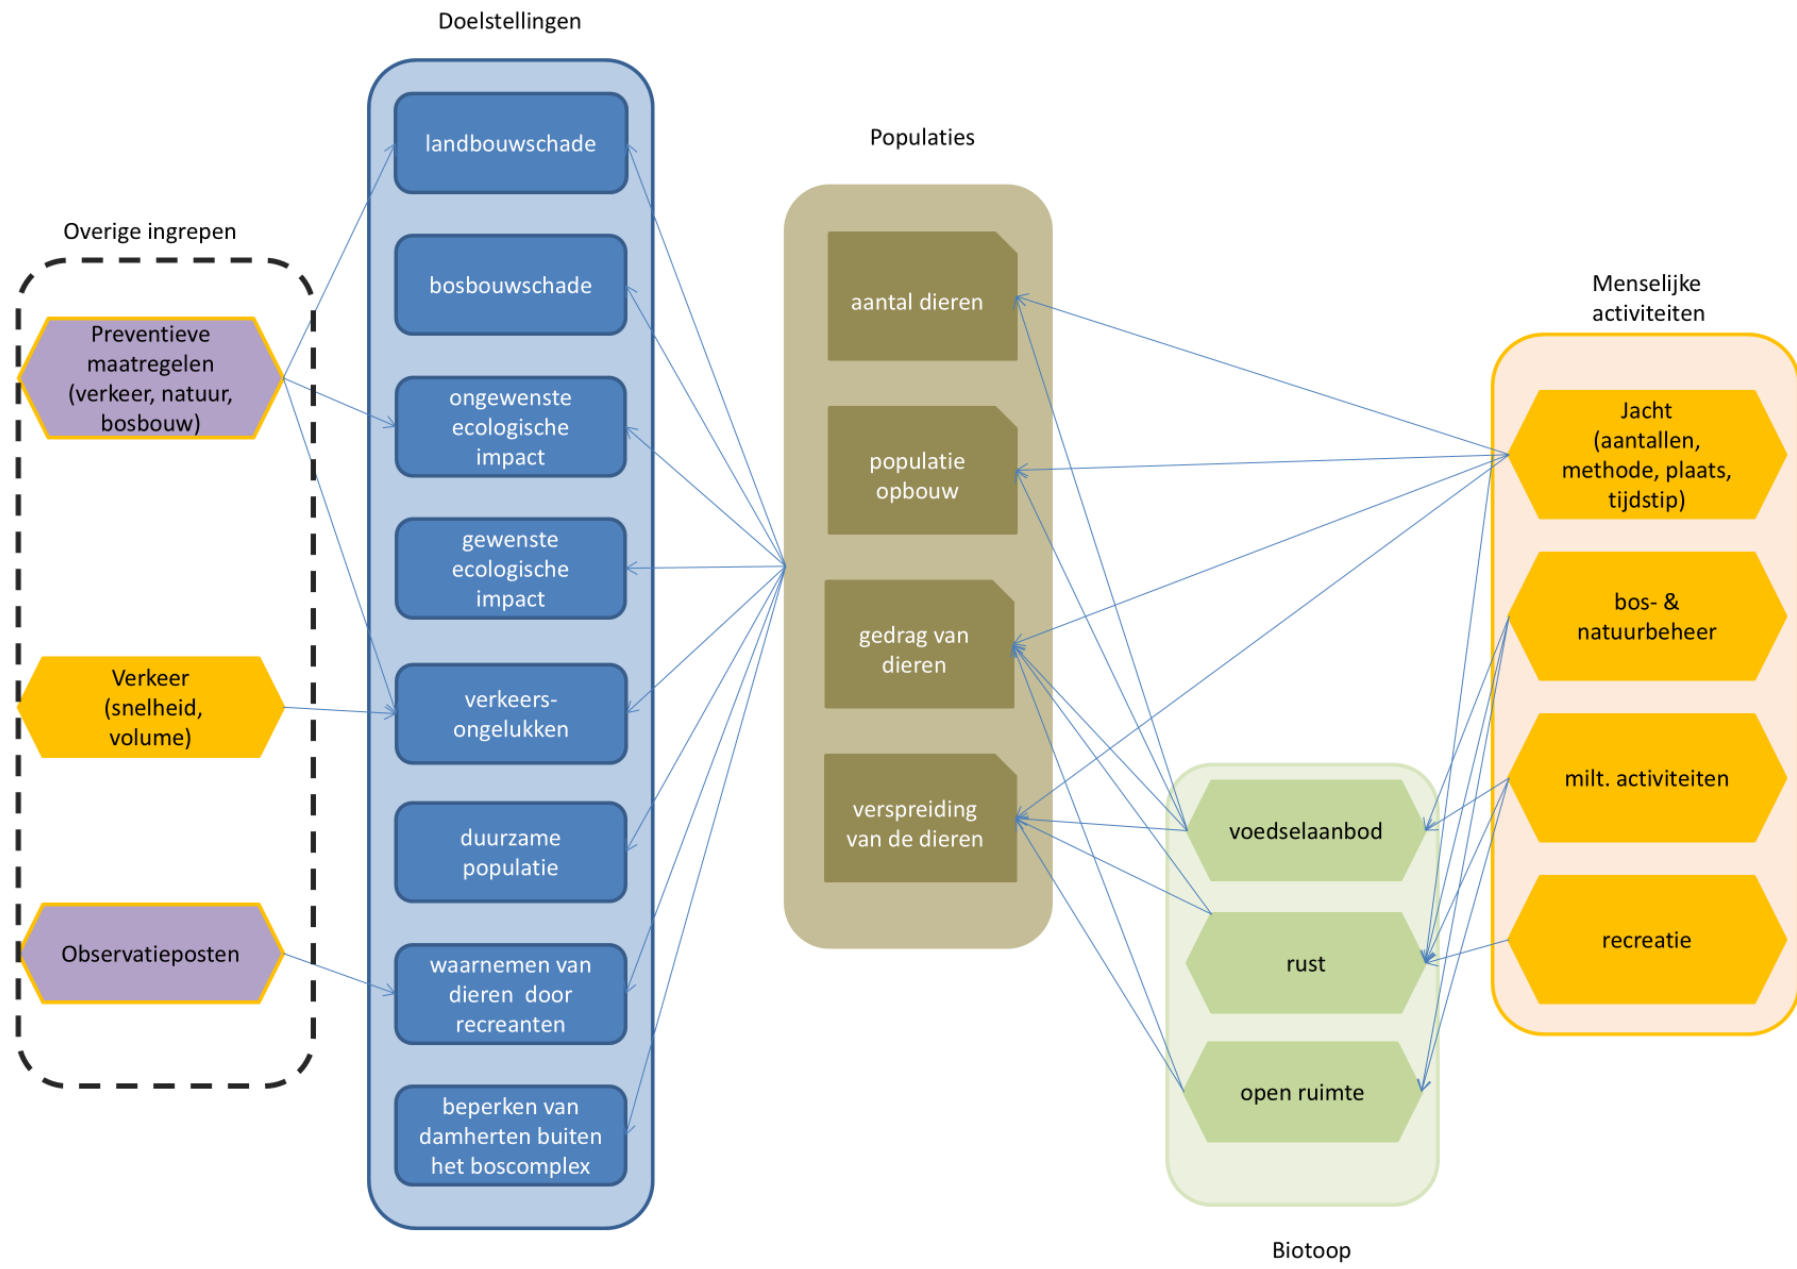 Doelstellingen
landbouwschade
bosbouwschade
ongewenste
ecologische
impact
gewenste
ecologische
impact
verkeers-
ongelukken
duurzame
populatie
waarnemen van
dieren door
recreanten
beperken van
damherten buiten
het boscomplex
Overige ingrepen
Preventieve
maatregelen
(verkeer, natuur,
bosbouw)
Verkeer
(snelheid,
volume)
Observatieposten
Populaties
aantal dieren
populatie
opbouw
gedrag van
dieren
verspreiding
van de dieren
Menselijke
activiteiten
Jacht
(aantallen,
methode, plaats,
tijdstip)
bos- &
natuurbeheer
milt. activiteiten
recreatie
voedselaanbod
rust
open ruimte
Biotoop